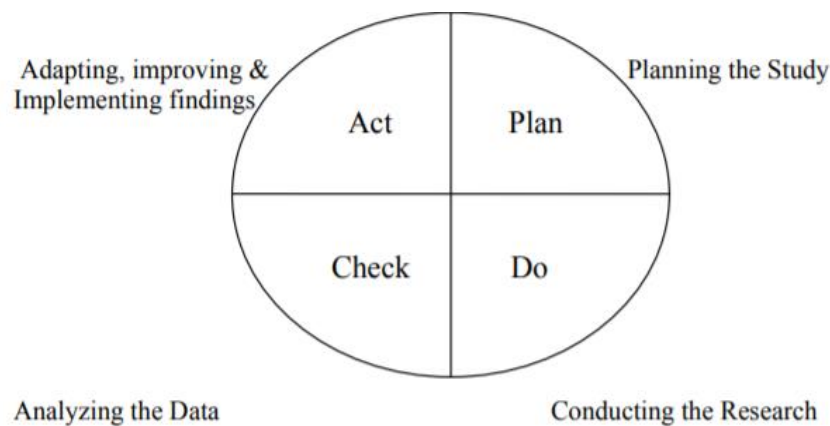 Adapting, improving &
Implementing findings
Planning the Study
Act
Plan
Check
Do
Analyzing the Data
Conducting the Research